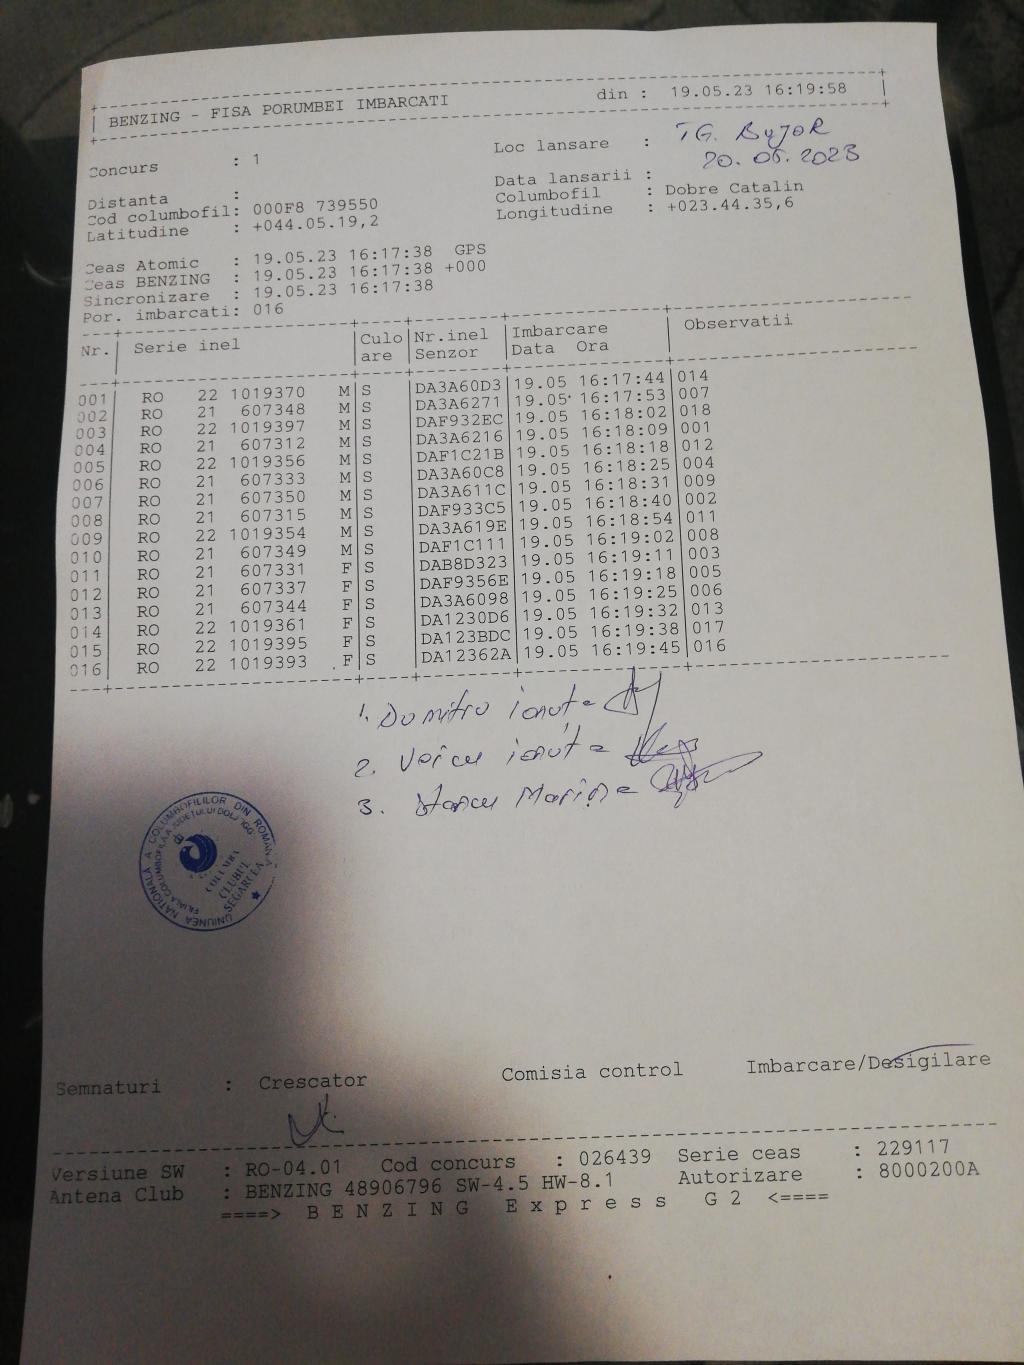 BENZING - FISA PORUMBEI IMBARCATI din : 19.05.23 16:19:58
Concurs : 1 Loc lansare : TG. BUJOR
20.05.2023
Data lansarii :
Distanta : Columbofil : Dobre Catalin
Cod columbofil: 000F8 739550 Longitudine : +023.44.35,6
Latitudine : +044.05.19,2
Ceas Atomic : 19.05.23 16:17:38 GPS
Ceas BENZING : 19.05.23 16:17:38 +000
Sincronizare : 19.05.23 16:17:38
Por. imbarcati: 016
Nr. Serie inel Culo Nr.inel Imbarcare Observatii
are Senzor Data Ora
001 RO 22 1019370 M S DA3A60D3 19.05 16:17:44 014
002 RO 21 607348 M S DA3A6271 19.05 16:17:53 007
003 RO 22 1019397 M S DAF932EC 19.05 16:18:02 018
004 RO 21 607312 M S DA3A6216 19.05 16:18:09 001
005 RO 22 1019356 M S DAF1C21B 19.05 16:18:18 012
006 RO 21 607333 M S DA3A60C8 19.05 16:18:25 004
007 RO 21 607350 M S DA3A611C 19.05 16:18:31 009
008 RO 21 607315 M S DAF933C5 19.05 16:18:40 002
009 RO 22 1019354 M S DA3A619E 19.05 16:18:54 011
010 RO 21 607349 M S DAF1C111 19.05 16:19:02 008
011 RO 21 607331 F S DAB8D323 19.05 16:19:11 003
012 RO 21 607337 F S DAF9356E 19.05 16:19:18 005
013 RO 21 607344 F S DA3A6098 19.05 16:19:25 006
014 RO 22 1019361 F S DA1230D6 19.05 16:19:32 013
015 RO 22 1019395 F S DA123BDC 19.05 16:19:38 017
016 RO 22 1019393 F S DA12362A 19.05 16:19:45 016
1. Dumitru Ionuț
2. Voicu Ionuț
3. Stancu Marin
UNIUNEA NATIONALĂ A COLUMBOFILILOR DIN ROMÂNIA
FILIALA COLUMBOFILĂ A JUDEȚULUI DOLJ
COLUMBA
CLUBUL
SEGARCEA
Semnaturi : Crescator Comisia control Imbarcare/Desigilare
Versiune SW : RO-04.01 Cod concurs : 026439 Serie ceas : 229117
Antena Club : BENZING 48906796 SW-4.5 HW-8.1 Autorizare : 8000200A
====> B E N Z I N G E x p r e s s G 2 <====